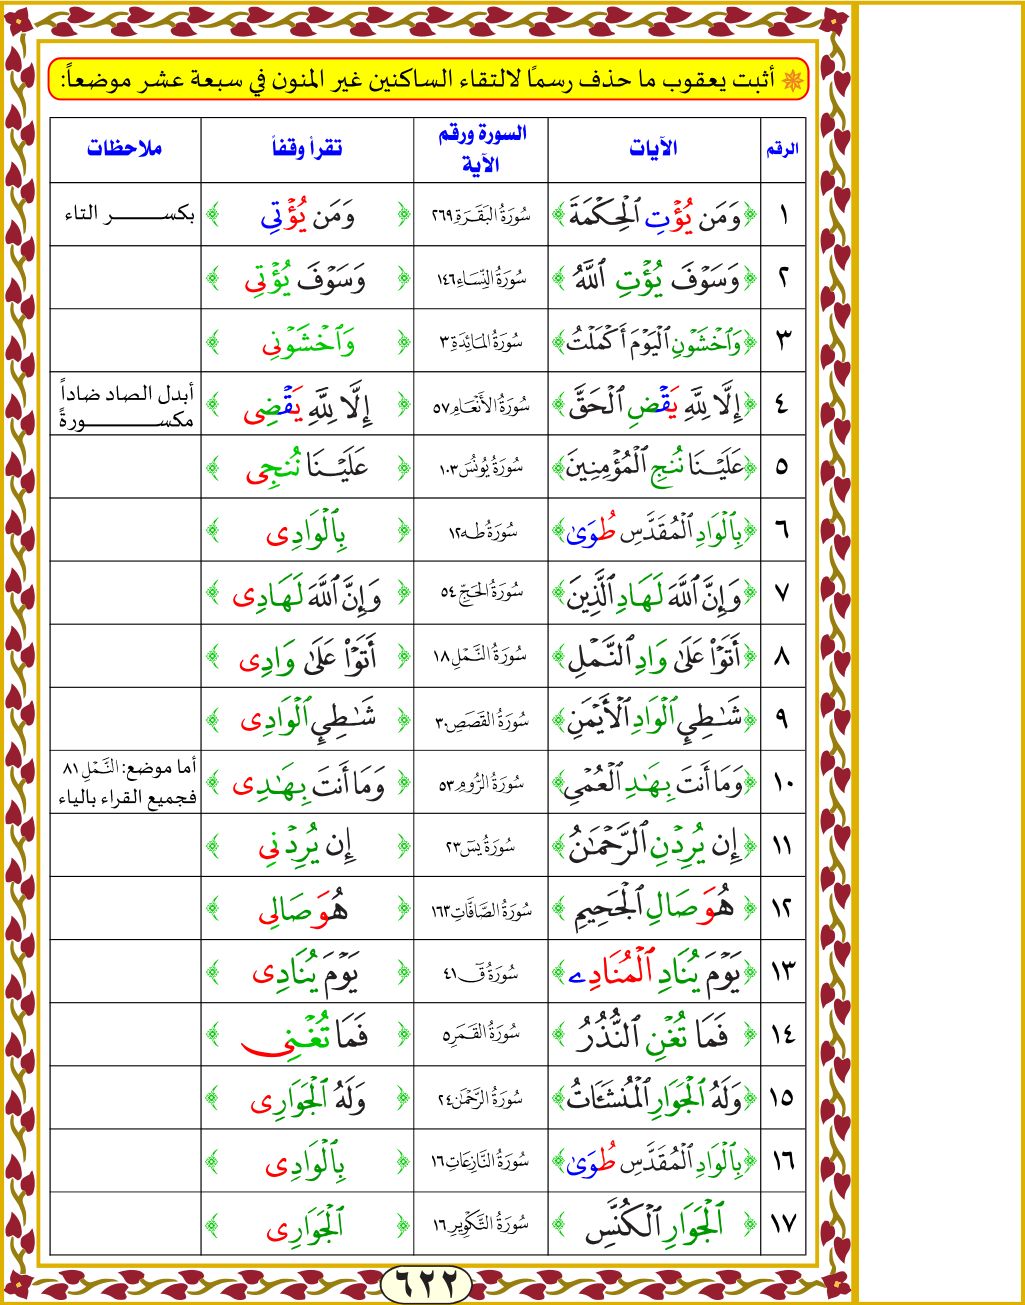 أثبت يعقوب ما حذف رسمًا لالتقاء الساكنين غير المنون في سبعة عشر موضعاً:
الرقم الآيات السورة ورقم الآية تقرأ وقفاً ملاحظات
١ ﴿وَمَن يُؤْتِ ٱلْحِكْمَةَ﴾ سُورَةُ البَقَرَةِ ٢٦٩ ﴿وَمَن يُؤْتِى﴾ بكســـر التاء
٢ ﴿وَسَوْفَ يُؤْتِ ٱللَّهُ﴾ سُورَةُ النِّسَاءِ ١٤٦ ﴿وَسَوْفَ يُؤْتِى﴾
٣ ﴿وَٱخْشَوْنِ ٱلْيَوْمَ أَكْمَلْتُ﴾ سُورَةُ المَائِدَةِ ٣ ﴿وَٱخْشَوْنِى﴾
٤ ﴿إِلَّا لِلَّهِ يَقْضِ ٱلْحَقَّ﴾ سُورَةُ الأَنْعَامِ ٥٧ ﴿إِلَّا لِلَّهِ يَقْضِى﴾ أبدل الصاد ضاداً
مكســـورةً
٥ ﴿عَلَيْنَا نُنجِ ٱلْمُؤْمِنِينَ﴾ سُورَةُ يُونُسَ ١٠٣ ﴿عَلَيْنَا نُنجِى﴾
٦ ﴿بِٱلْوَادِ ٱلْمُقَدَّسِ طُوَىٰ﴾ سُورَةُ طه ١٢ ﴿بِٱلْوَادِى﴾
٧ ﴿وَإِنَّ ٱللَّهَ لَهَادِ ٱلَّذِينَ﴾ سُورَةُ الحَجِّ ٥٤ ﴿وَإِنَّ ٱللَّهَ لَهَادِى﴾
٨ ﴿أَتَوْاْ عَلَىٰ وَادِ ٱلنَّمْلِ﴾ سُورَةُ النَّمْلِ ١٨ ﴿أَتَوْاْ عَلَىٰ وَادِى﴾
٩ ﴿شَـٰطِيِٕ ٱلْوَادِ ٱلْأَيْمَنِ﴾ سُورَةُ القَصَصِ ٣٠ ﴿شَـٰطِيِٕ ٱلْوَادِى﴾
١٠ ﴿وَمَا أَنتَ بِهَـٰدِ ٱلْعُمْيِ﴾ سُورَةُ الرُّومِ ٥٣ ﴿وَمَا أَنتَ بِهَـٰدِى﴾ أما موضع: النَّمْلِ ٨١
فجميع القراء بالياء
١١ ﴿إِن يُرِدْنِ ٱلرَّحْمَـٰنُ﴾ سُورَةُ يسٓ ٢٣ ﴿إِن يُرِدْنِى﴾
١٢ ﴿هُوَ صَالِ ٱلْجَحِيمِ﴾ سُورَةُ الصَّافَّاتِ ١٦٣ ﴿هُوَ صَالِى﴾
١٣ ﴿يَوْمَ يُنَادِ ٱلْمُنَادِے﴾ سُورَةُ قٓ ٤١ ﴿يَوْمَ يُنَادِى﴾
١٤ ﴿فَمَا تُغْنِ ٱلنُّذُرُ﴾ سُورَةُ القَمَرِ ٥ ﴿فَمَا تُغْنِى﴾
١٥ ﴿وَلَهُ ٱلْجَوَارِ ٱلْمُنشَـَٔاتُ﴾ سُورَةُ الرَّحْمَٰن ٢٤ ﴿وَلَهُ ٱلْجَوَارِى﴾
١٦ ﴿بِٱلْوَادِ ٱلْمُقَدَّسِ طُوَىٰ﴾ سُورَةُ النَّازِعَاتِ ١٦ ﴿بِٱلْوَادِى﴾
١٧ ﴿ٱلْجَوَارِ ٱلْكُنَّسِ﴾ سُورَةُ التَّكْوِيرِ ١٦ ﴿ٱلْجَوَارِى﴾
٦٢٢